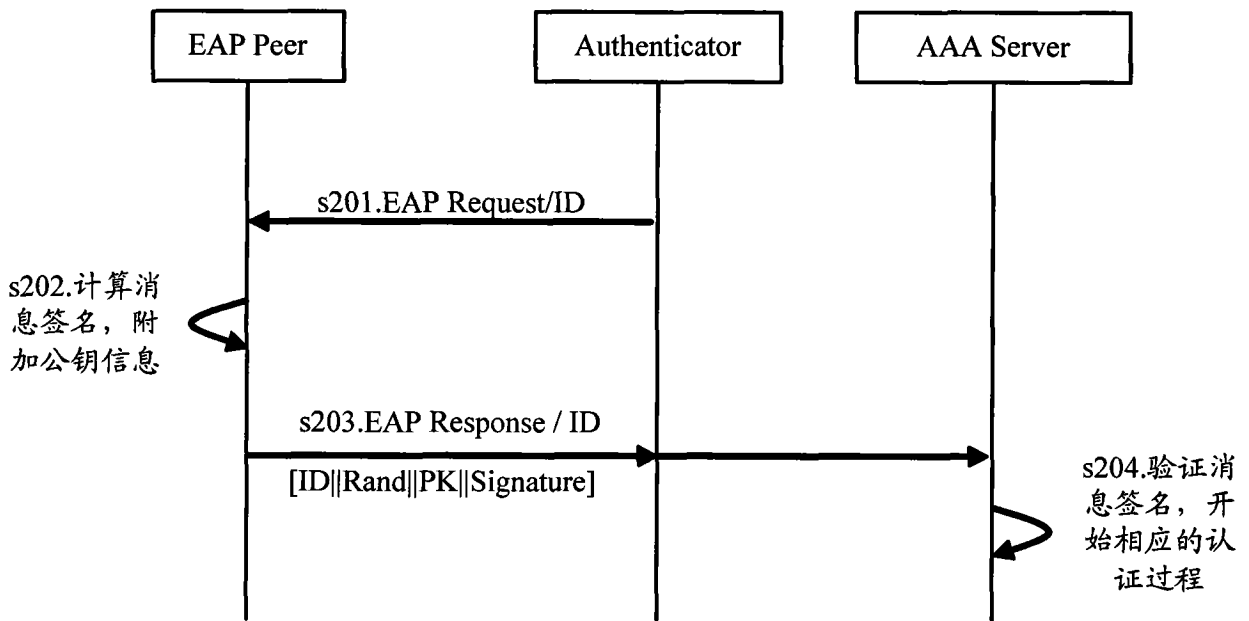 EAP Peer
Authenticator
AAA Server
s201.EAP Request/ID
s202.计算消
息签名，附
加公钥信息
s203.EAP Response / ID
[ID||Rand||PK||Signature]
s204.验证消
息签名，开
始相应的认
证过程